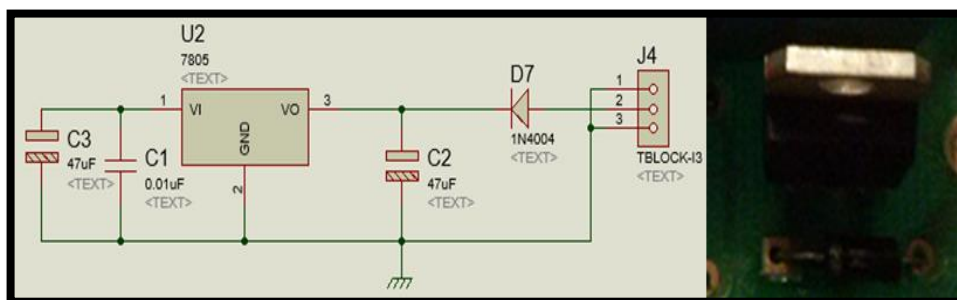 U2
7805
<TEXT>
1
VI
VO
3
GND
2
C3
47uF
<TEXT>
C1
0.01uF
<TEXT>
C2
47uF
<TEXT>
D7
1N4004
<TEXT>
J4
1
2
3
TBLOCK-I3
<TEXT>